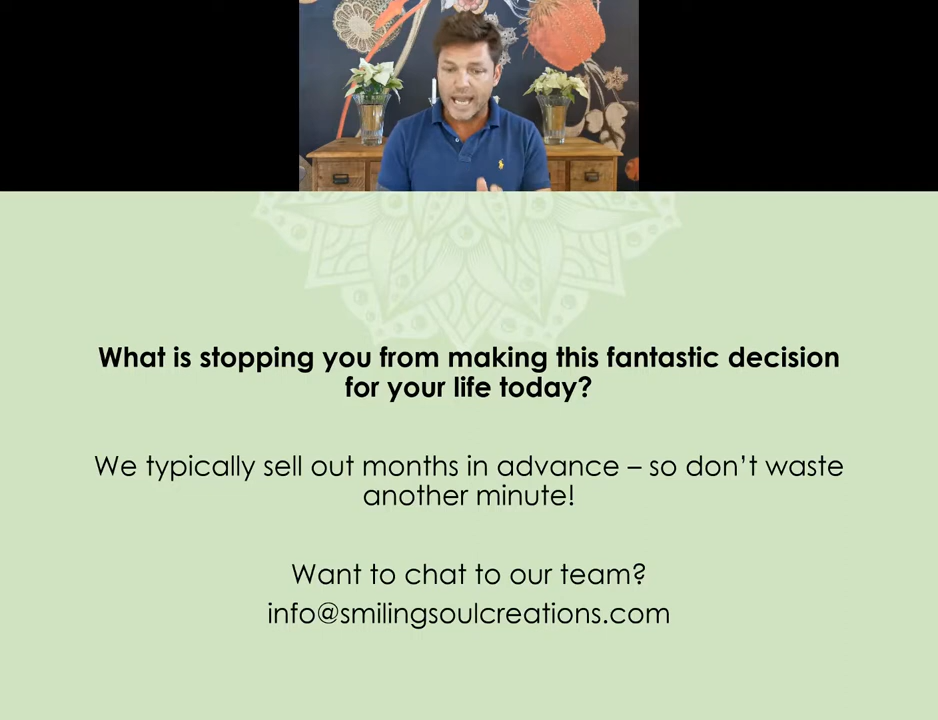 What is stopping you from making this fantastic decision
for your life today?
We typically sell out months in advance – so don’t waste
another minute!
Want to chat to our team?
info@smilingsoulcreations.com